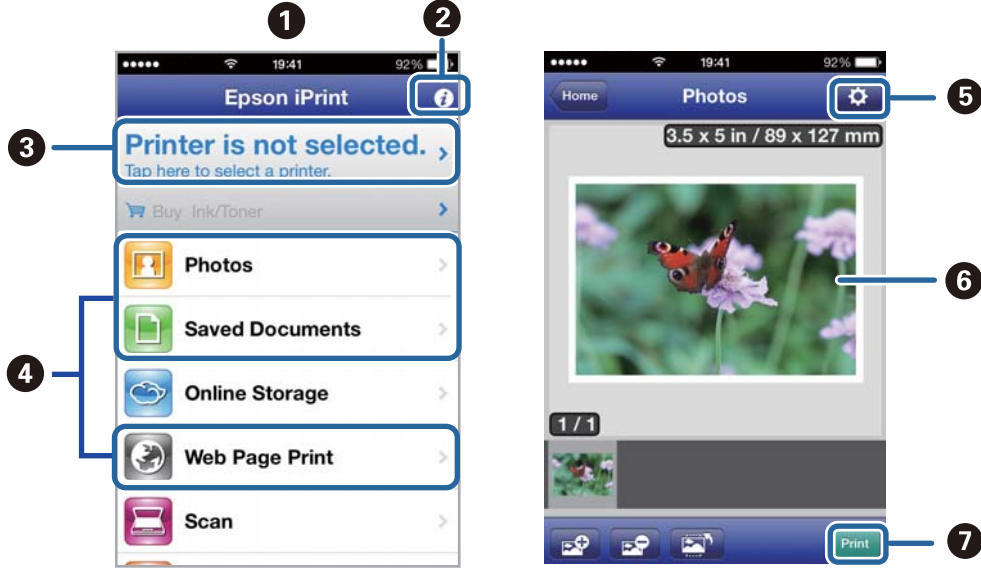 1
2
19:41
92%
Epson iPrint
3
Printer is not selected.
Tap here to select a printer.
Buy Ink/Toner
Photos
Saved Documents
4
Online Storage
Web Page Print
Scan
19:41
92%
Home
Photos
5
3.5 x 5 in / 89 x 127 mm
6
1 / 1
Print
7